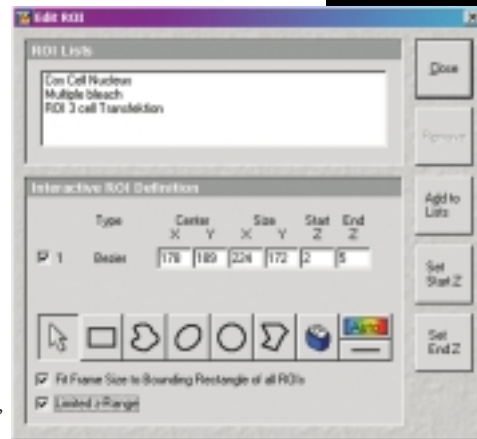 Edit ROI
ROI Lists
Con Cell Nucleus
Multiple bleach
ROI 3 cell Transfektion
Close
Remove
Add to Lists
Set Start Z
Set End Z
Interactive ROI Definition
Type Center Size Start End
X Y X Y Z Z
1 Bezier 178 189 224 172 2 5
Auto
Fit Frame Size to Bounding Rectangle of all ROIs
Limited z-Range